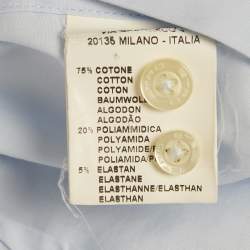 20135 MILANO - ITALIA
75% COTONE
COTTON
COTON
BAUMWOLL
ALGODON
ALGODÃO
20% POLIAMMIDICA
POLYAMIDA
POLYAMIDE/
POLIAMIDA/P
5% ELASTAN
ELASTANE
ELASTHANNE/ELASTHAN
ELASTHAN